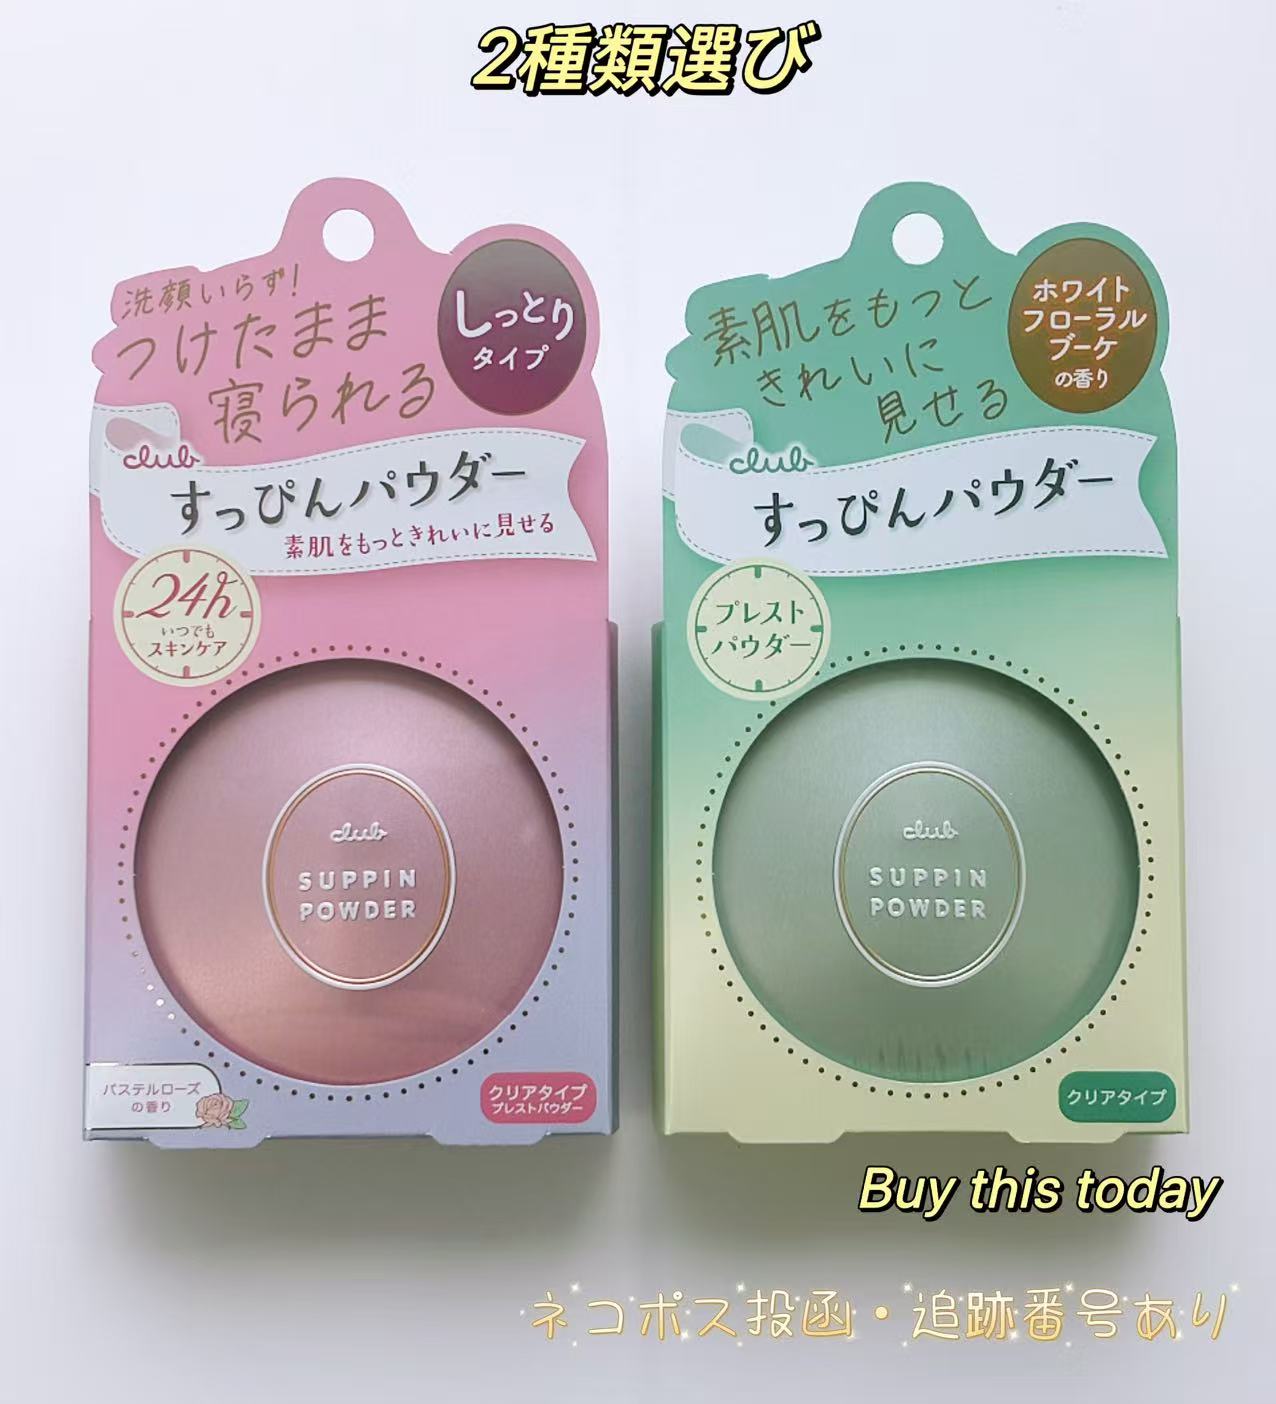 2種類選び
洗顔いらず!
つけたまま
寝られる
しっとり
タイプ
club
すっぴんパウダー
素肌をもっときれいに見せる
24h
いつでも
スキンケア
club
SUPPIN
POWDER
パステルローズ
の香り
クリアタイプ
プレストパウダー
素肌をもっと
きれいに
見せる
ホワイト
フローラル
ブーケ
の香り
club
すっぴんパウダー
プレスト
パウダー
club
SUPPIN
POWDER
クリアタイプ
Buy this today
ネコポス投函・追跡番号あり